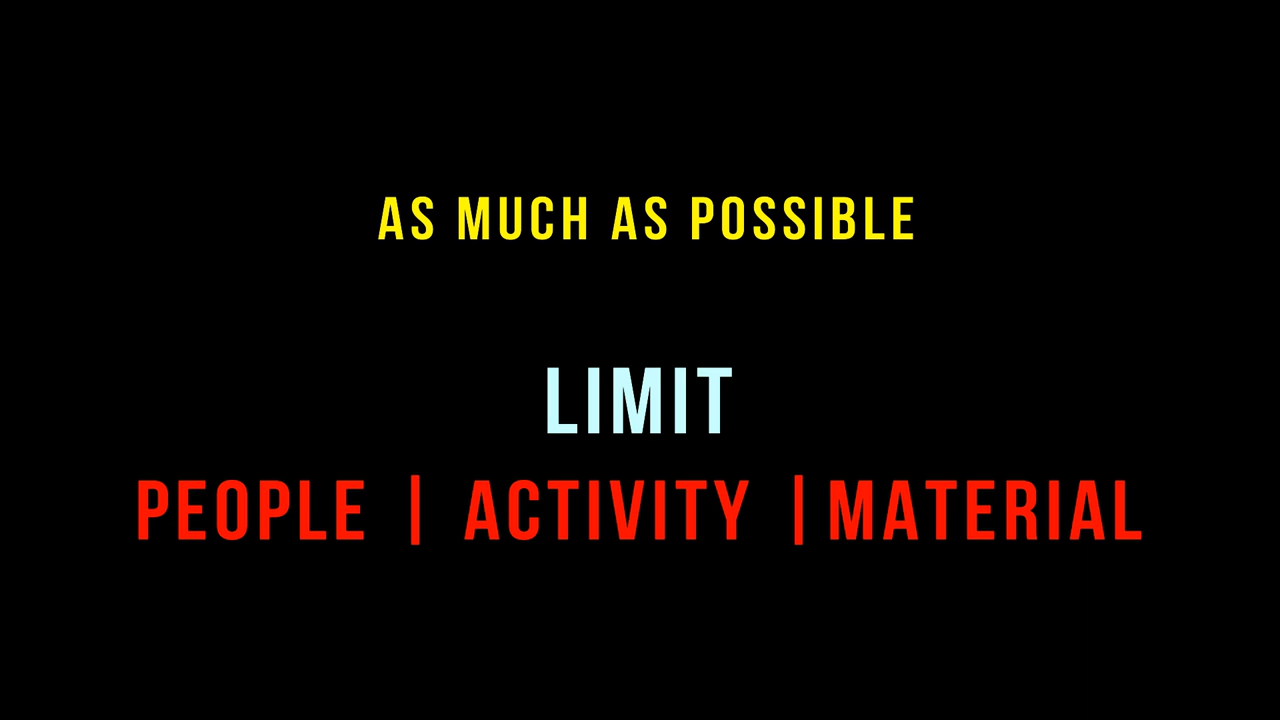 AS MUCH AS POSSIBLE
LIMIT
PEOPLE | ACTIVITY |MATERIAL